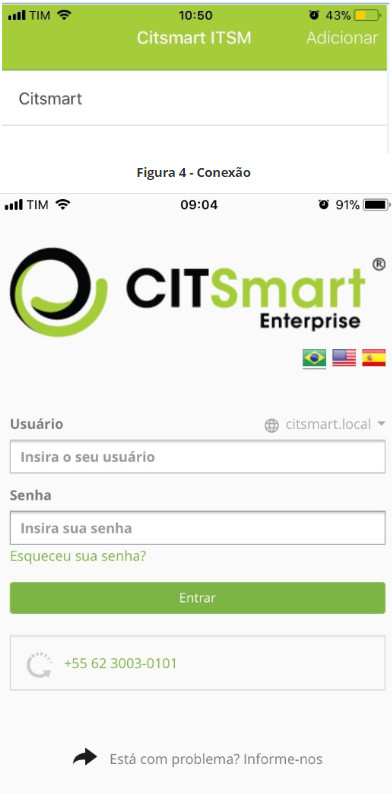 TIM 10:50 43%
Citsmart ITSM Adicionar
Citsmart
Figura 4 - Conexão
TIM 09:04 91%
CITSmart ®
Enterprise
Usuário citsmart.local
Insira o seu usuário
Senha
Insira sua senha
Esqueceu sua senha?
Entrar
+55 62 3003-0101
Está com problema? Informe-nos